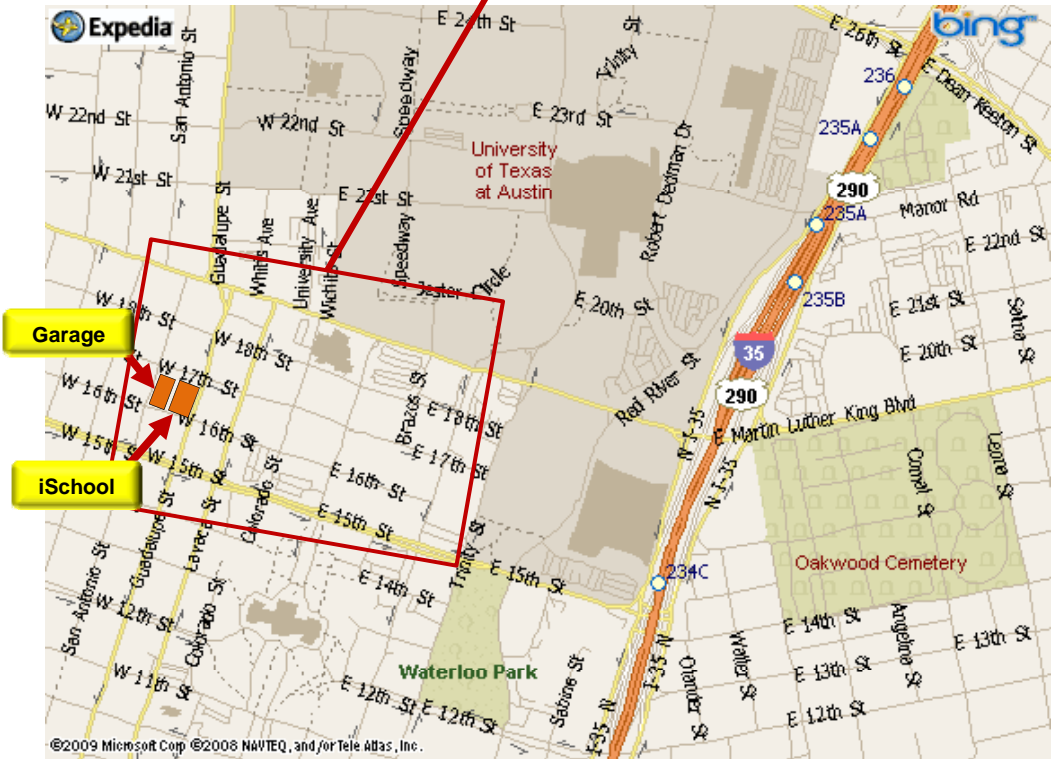 Expedia
bing
E 24th St
E 26th St
E Dean Keeton St
236
235A
290
235A
235B
35
290
234C
San Antonio St
Speedway
Trinity St
W 22nd St
W 22nd St
E 23rd St
University
of Texas
at Austin
Robert Dedman Dr
Manor Rd
E 22nd St
W 21st St
E 21st St
E 21st St
E 20th St
Salina St
Guadalupe St
Whitis Ave
University Ave
Wichita St
Speedway
Jester Circle
E 20th St
Garage
W 18th St
W 18th St
W 17th St
W 16th St
W 16th St
W 15th St
W 15th St
iSchool
Brazos St
E 18th St
E 17th St
E 16th St
E 15th St
Red River St
N I-35
N I-35
E Martin Luther King Blvd
Comal St
Leona St
Oakwood Cemetery
San Antonio St
Guadalupe St
Lavaca St
Colorado St
Colorado St
Trinity St
E 14th St
E 15th St
W 12th St
W 11th St
Waterloo Park
E 12th St
E 12th St
Sabine St
I-35 N
I-35 N
Olander St
Waller St
E 14th St
Angelina St
E 13th St
E 13th St
E 12th St
©2009 Microsoft Corp ©2008 NAVTEQ, and/or Tele Atlas, Inc.